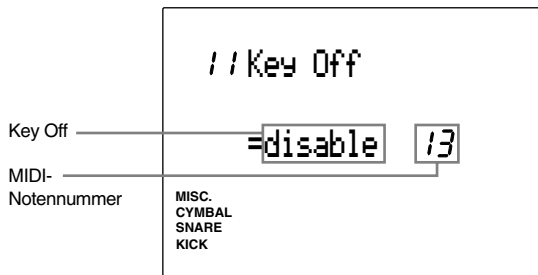 11 Key Off
Key Off
=disable 13
MIDI-
Notennummer
MISC.
CYMBAL
SNARE
KICK